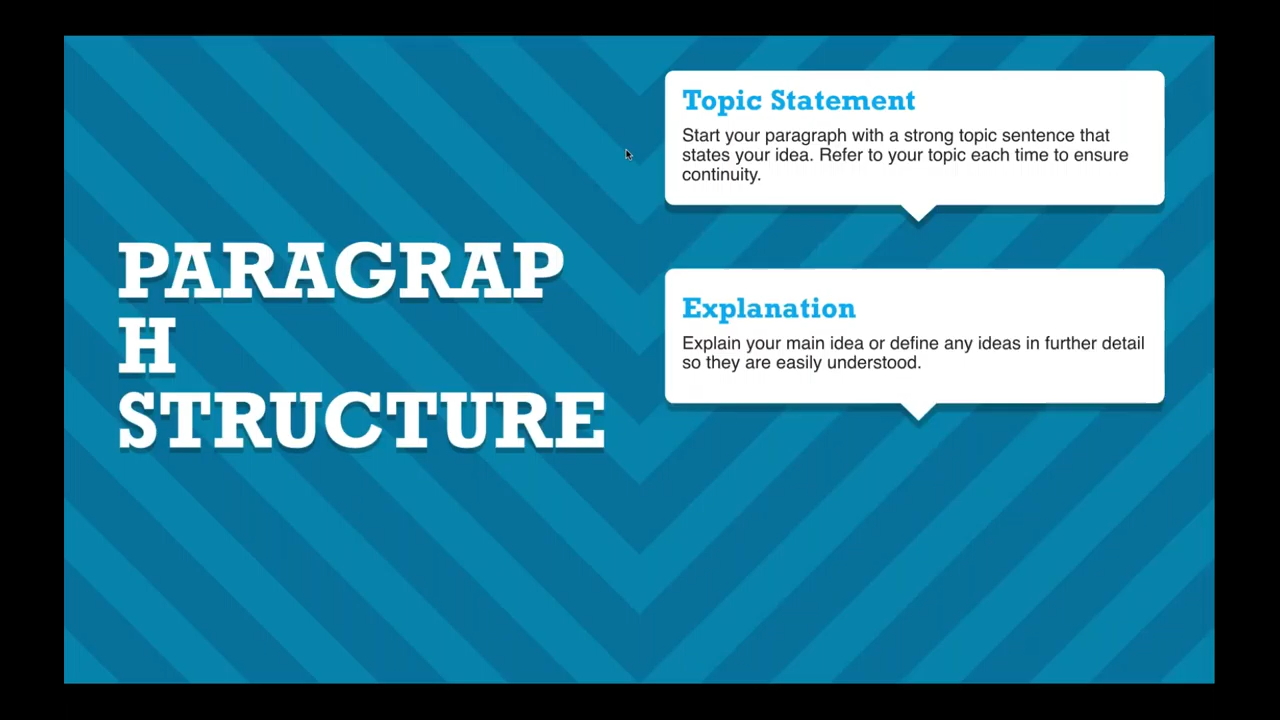 PARAGRAP
H
STRUCTURE
Topic Statement
Start your paragraph with a strong topic sentence that
states your idea. Refer to your topic each time to ensure
continuity.
Explanation
Explain your main idea or define any ideas in further detail
so they are easily understood.